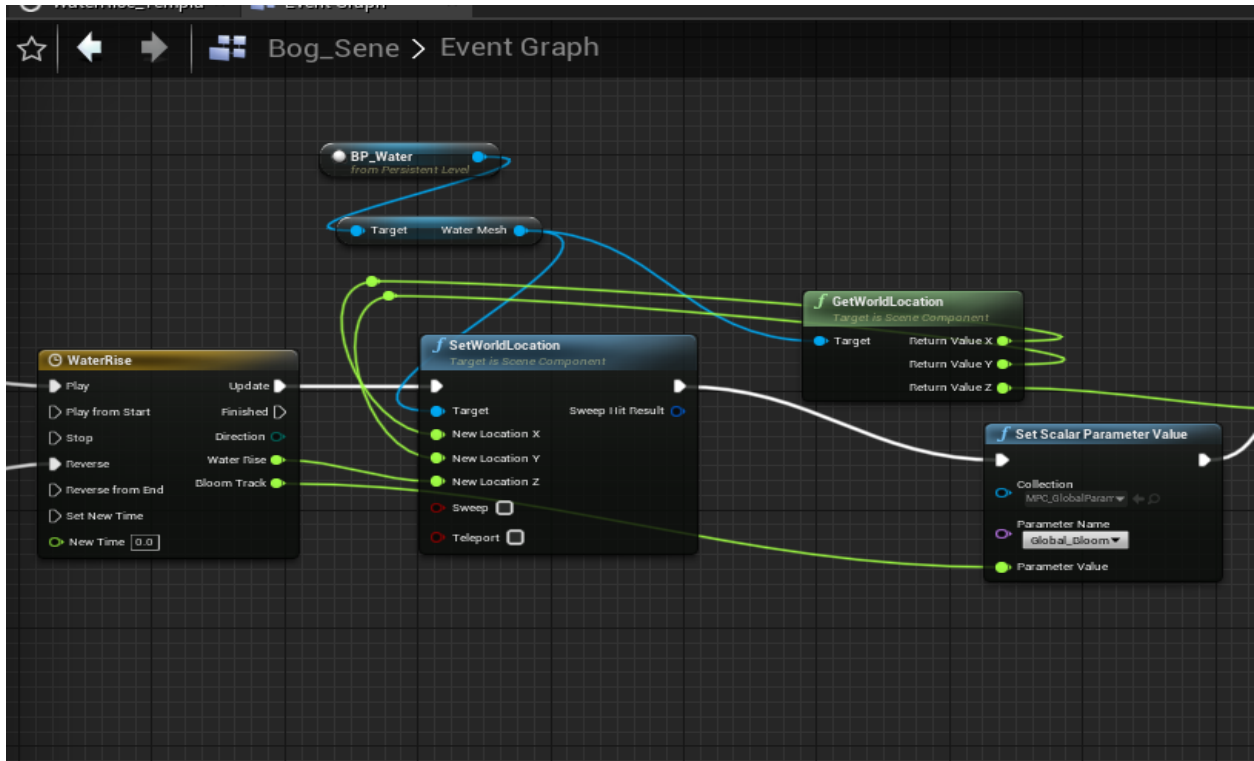 Event Graph
Bog_Sene > Event Graph
BP_Water
from Persistent Level
Target Water Mesh
GetWorldLocation
Target is Scene Component
Target Return Value X
Return Value Y
Return Value Z
WaterRise
Play Update
Play from Start Finished
Stop Direction
Reverse Water Rise
Reverse from End Bloom Track
Set New Time
New Time 0.0
SetWorldLocation
Target is Scene Component
Target Sweep Hit Result
New Location X
New Location Y
New Location Z
Sweep
Teleport
Set Scalar Parameter Value
Collection
MPC_GlobalParam
Parameter Name
Global_Bloom
Parameter Value